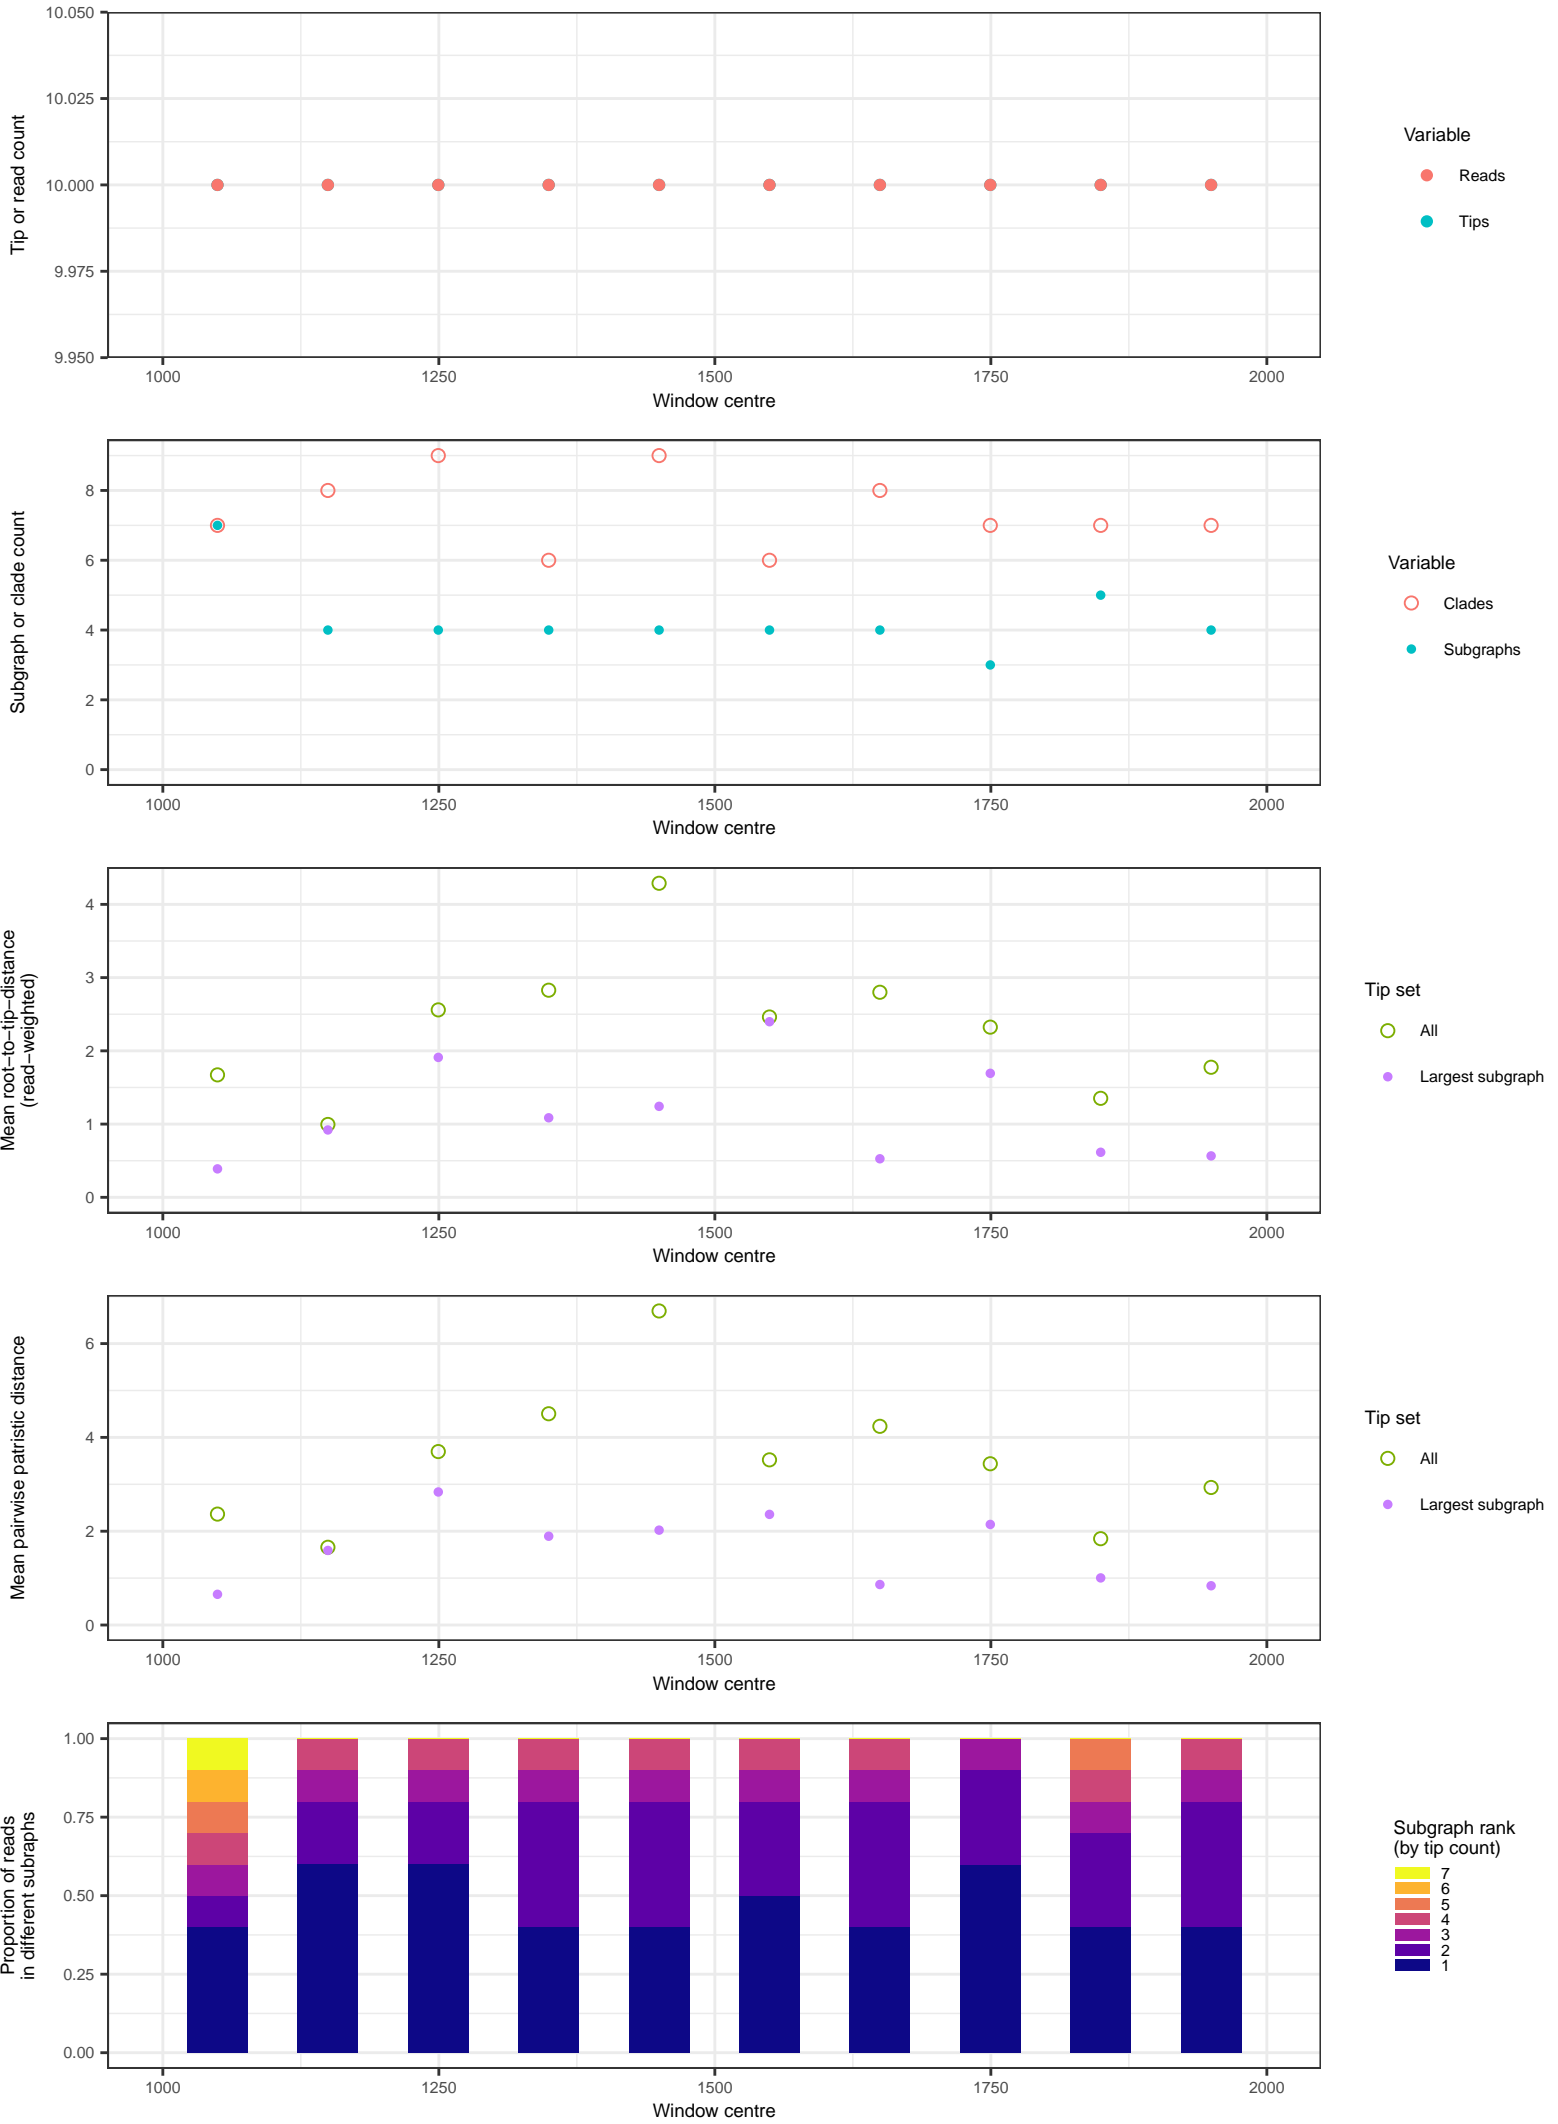 10.050
10.025
10.000
9.975
9.950
Tip or read count
1000 1250 1500 1750 2000
Window centre
Variable
Reads
Tips
8
6
4
2
0
Subgraph or clade count
1000 1250 1500 1750 2000
Window centre
Variable
Clades
Subgraphs
4
3
2
1
0
Mean root−to−tip−distance
(read−weighted)
1000 1250 1500 1750 2000
Window centre
Tip set
All
Largest subgraph
6
4
2
0
Mean pairwise patristic distance
1000 1250 1500 1750 2000
Window centre
Tip set
All
Largest subgraph
1.00
0.75
0.50
0.25
0.00
Proportion of reads
in different subraphs
1000 1250 1500 1750 2000
Window centre
Subgraph rank
(by tip count)
7
6
5
4
3
2
1